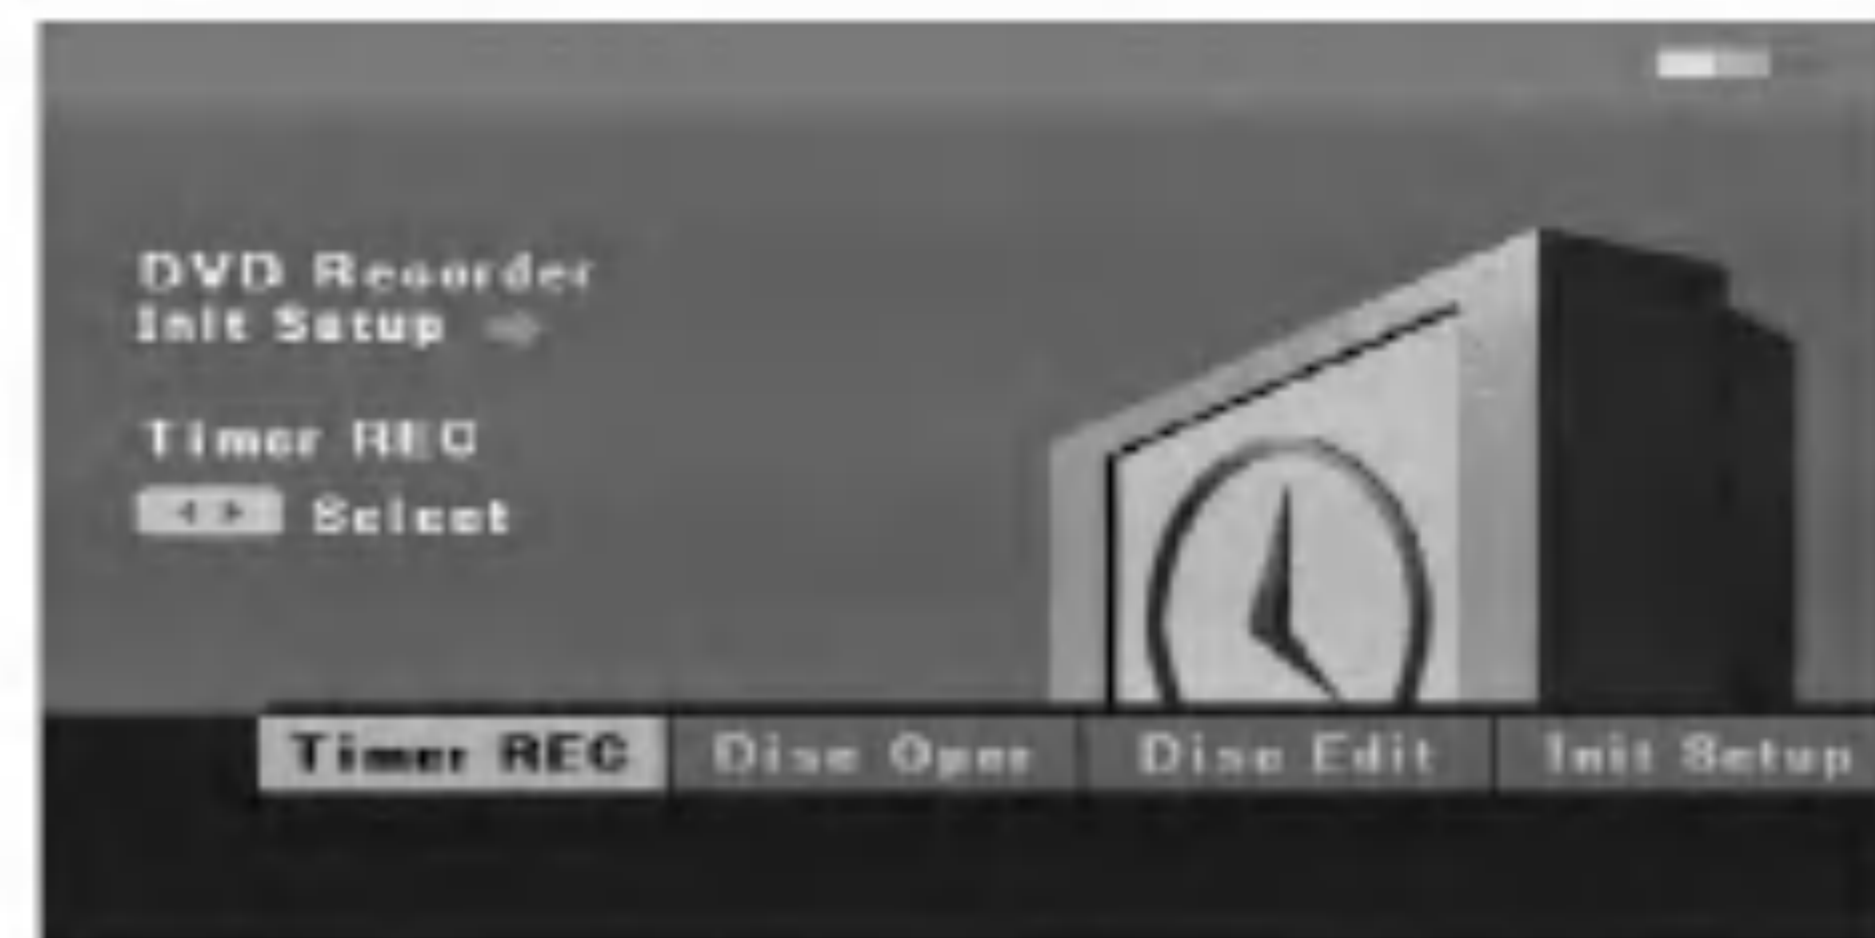 DVD Recorder
Init Setup
Timer REC
Select
Timer REC Disc Oper Disc Edit Init Setup